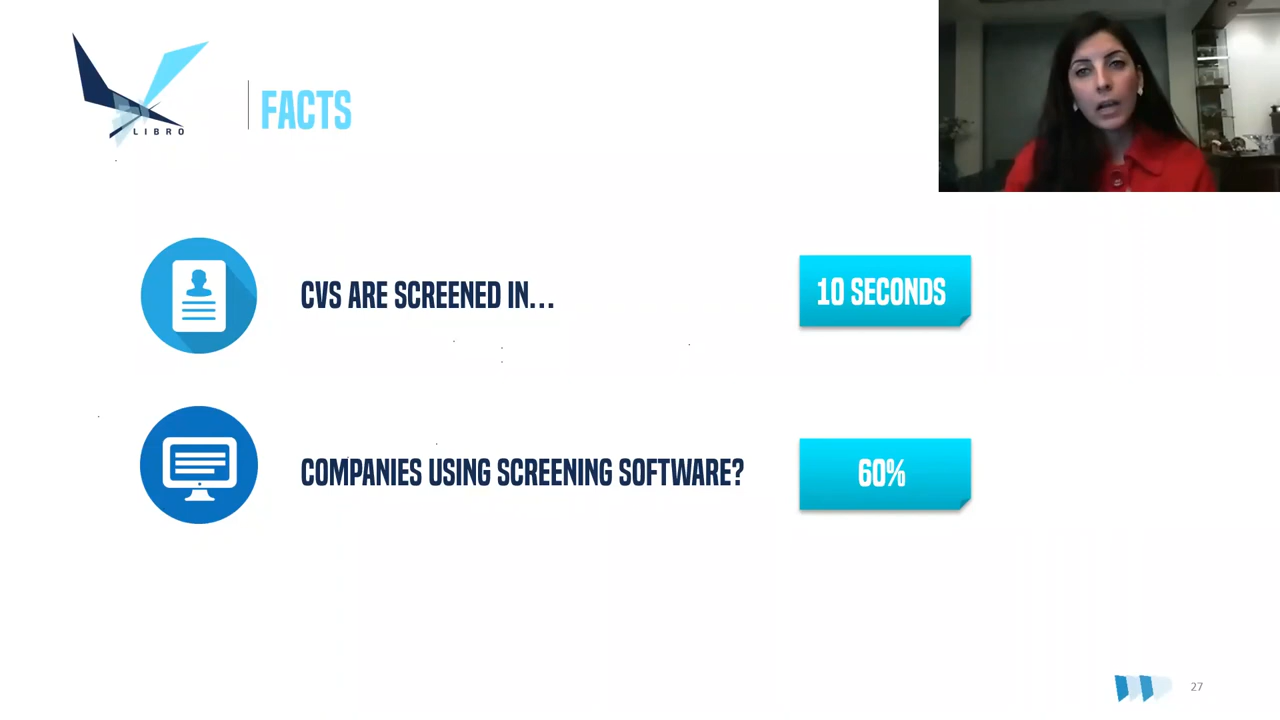 LIBRO
FACTS
CVS ARE SCREENED IN...
10 SECONDS
COMPANIES USING SCREENING SOFTWARE?
60%
27